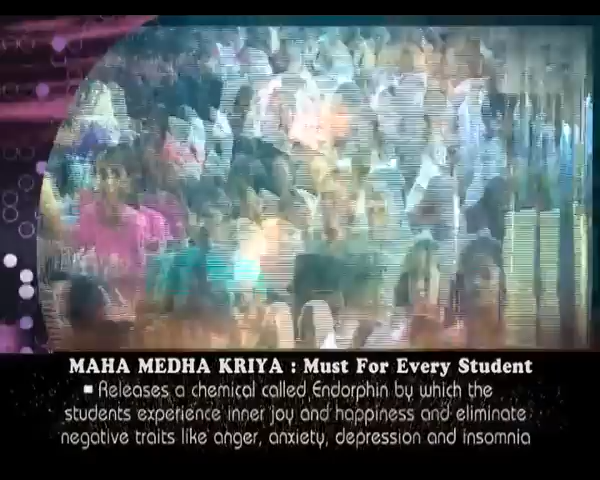 MAHA MEDHA KRIYA : Must For Every Student
▪ Releases a chemical called Endorphin by which the
students experience inner joy and happiness and eliminate
negative traits like anger, anxiety, depression and insomnia